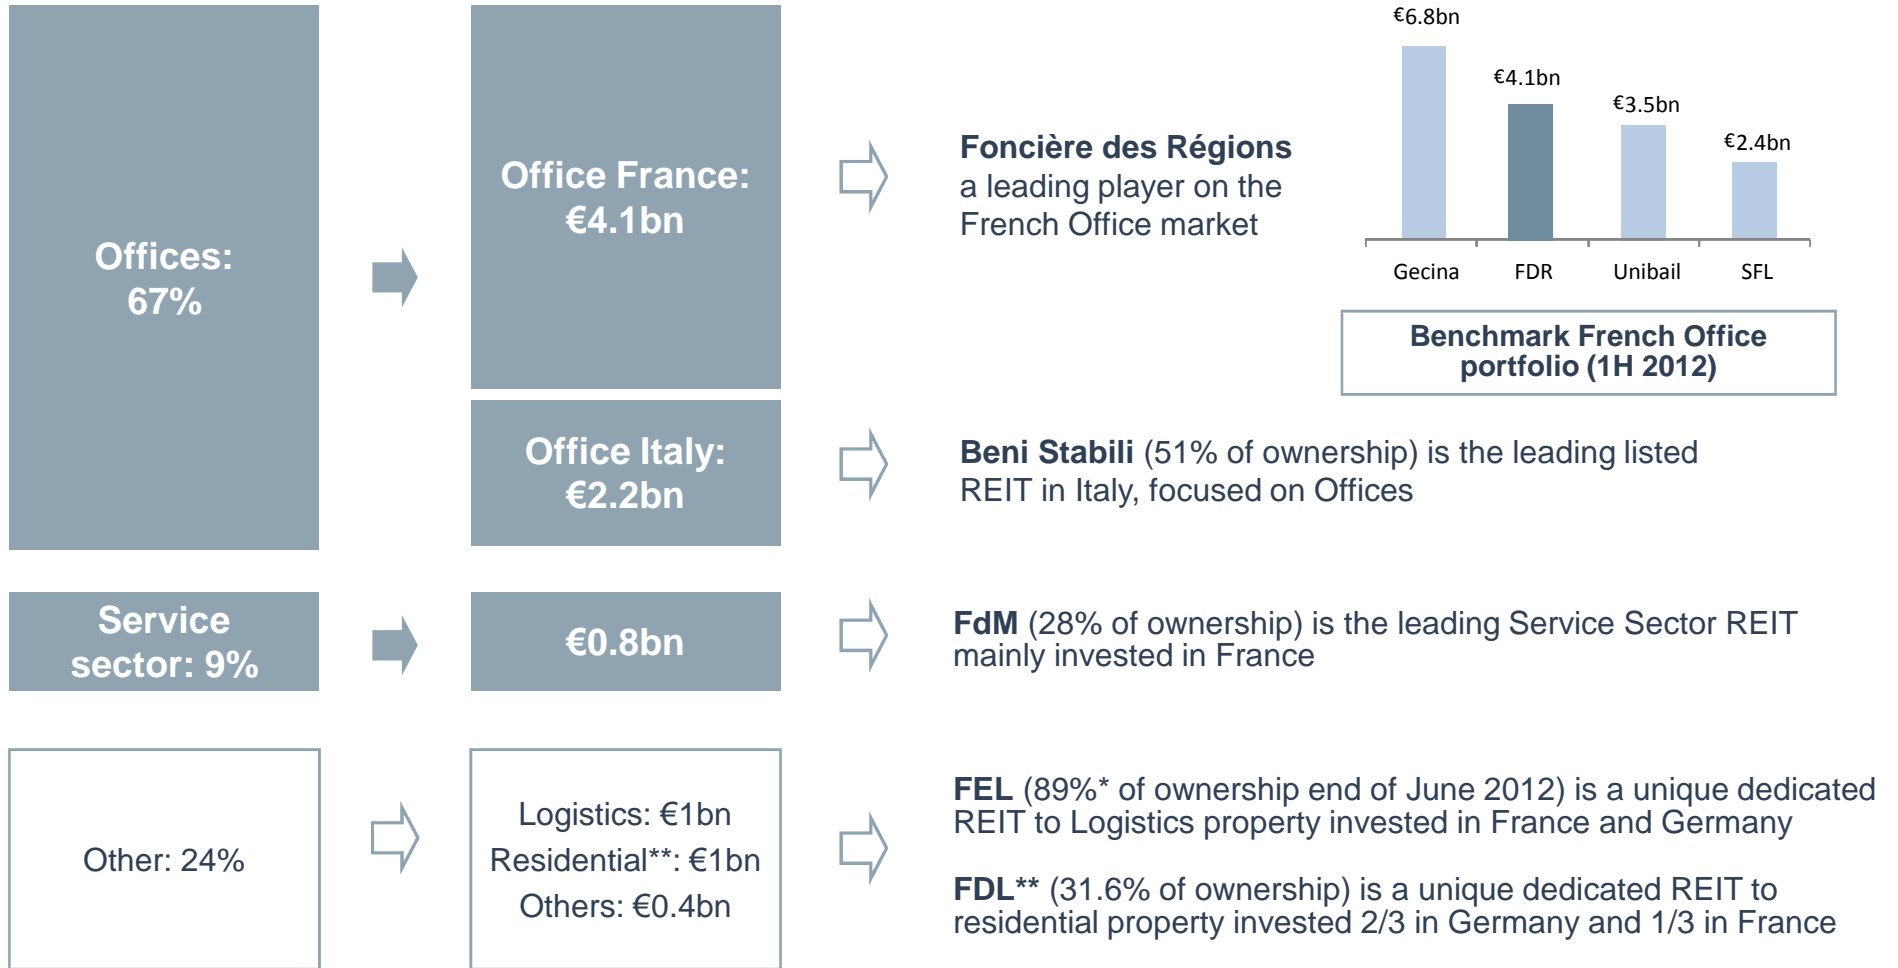 Offices:
67%
Office France:
€4.1bn
Foncière des Régions
a leading player on the
French Office market
€6.8bn
€4.1bn
€3.5bn
€2.4bn
Gecina
FDR
Unibail
SFL
Benchmark French Office
portfolio (1H 2012)
Office Italy:
€2.2bn
Beni Stabili (51% of ownership) is the leading listed
REIT in Italy, focused on Offices
Service
sector: 9%
€0.8bn
FdM (28% of ownership) is the leading Service Sector REIT
mainly invested in France
Other: 24%
Logistics: €1bn
Residential**: €1bn
Others: €0.4bn
FEL (89%* of ownership end of June 2012) is a unique dedicated
REIT to Logistics property invested in France and Germany
FDL** (31.6% of ownership) is a unique dedicated REIT to
residential property invested 2/3 in Germany and 1/3 in France